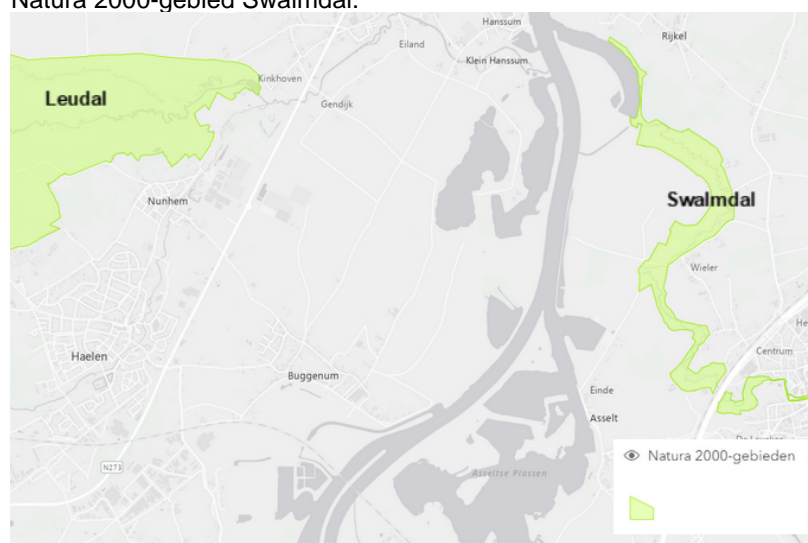 Natura 2000-gebied Swalmdal.
Hanssum
Eiland
Rijkel
Klein Hanssum
Kinkhoven
Leudal
Gendijk
Nunhem
Swalmdal
Wieler
Haelen
Centrum
Buggenum
Einde
Asselt
N273
Asseltse Plassen
Natura 2000-gebieden